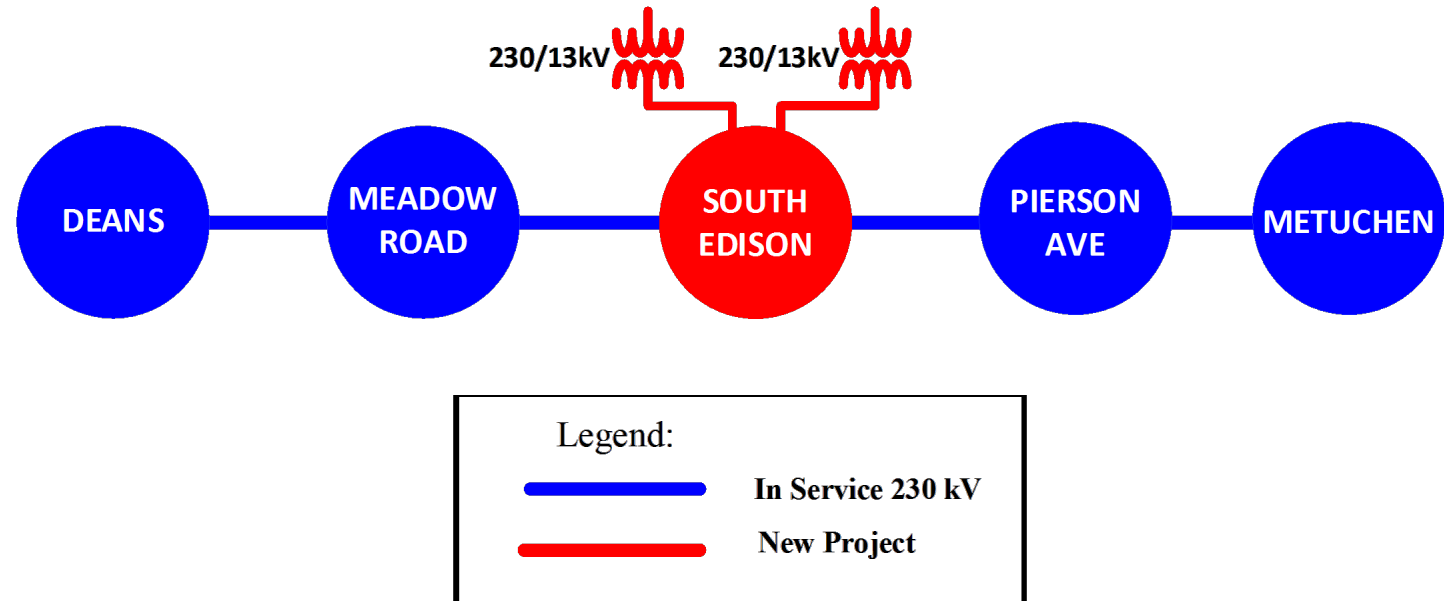 230/13kV
230/13kV
DEANS
MEADOW
ROAD
SOUTH
EDISON
PIERSON
AVE
METUCHEN
Legend:
In Service 230 kV
New Project